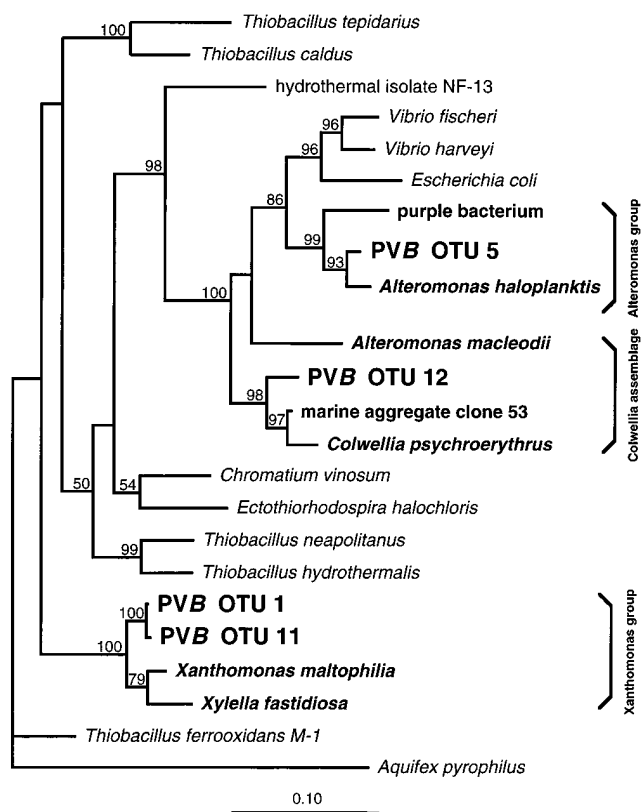 Thiobacillus tepidarius
100
Thiobacillus caldus
hydrothermal isolate NF-13
Vibrio fischeri
96
Vibrio harveyi
96
Escherichia coli
98
86
purple bacterium
99
PVB OTU 5
93
Alteromonas haloplanktis
Alteromonas group
100
Alteromonas macleodii
PVB OTU 12
98
marine aggregate clone 53
97
Colwellia psychroerythrus
Colwellia assemblage
Chromatium vinosum
50
54
Ectothiorhodospira halochloris
Thiobacillus neapolitanus
99
Thiobacillus hydrothermalis
PVB OTU 1
100
PVB OTU 11
100
Xanthomonas maltophilia
79
Xylella fastidiosa
Xanthomonas group
Thiobacillus ferrooxidans M-1
Aquifex pyrophilus
0.10